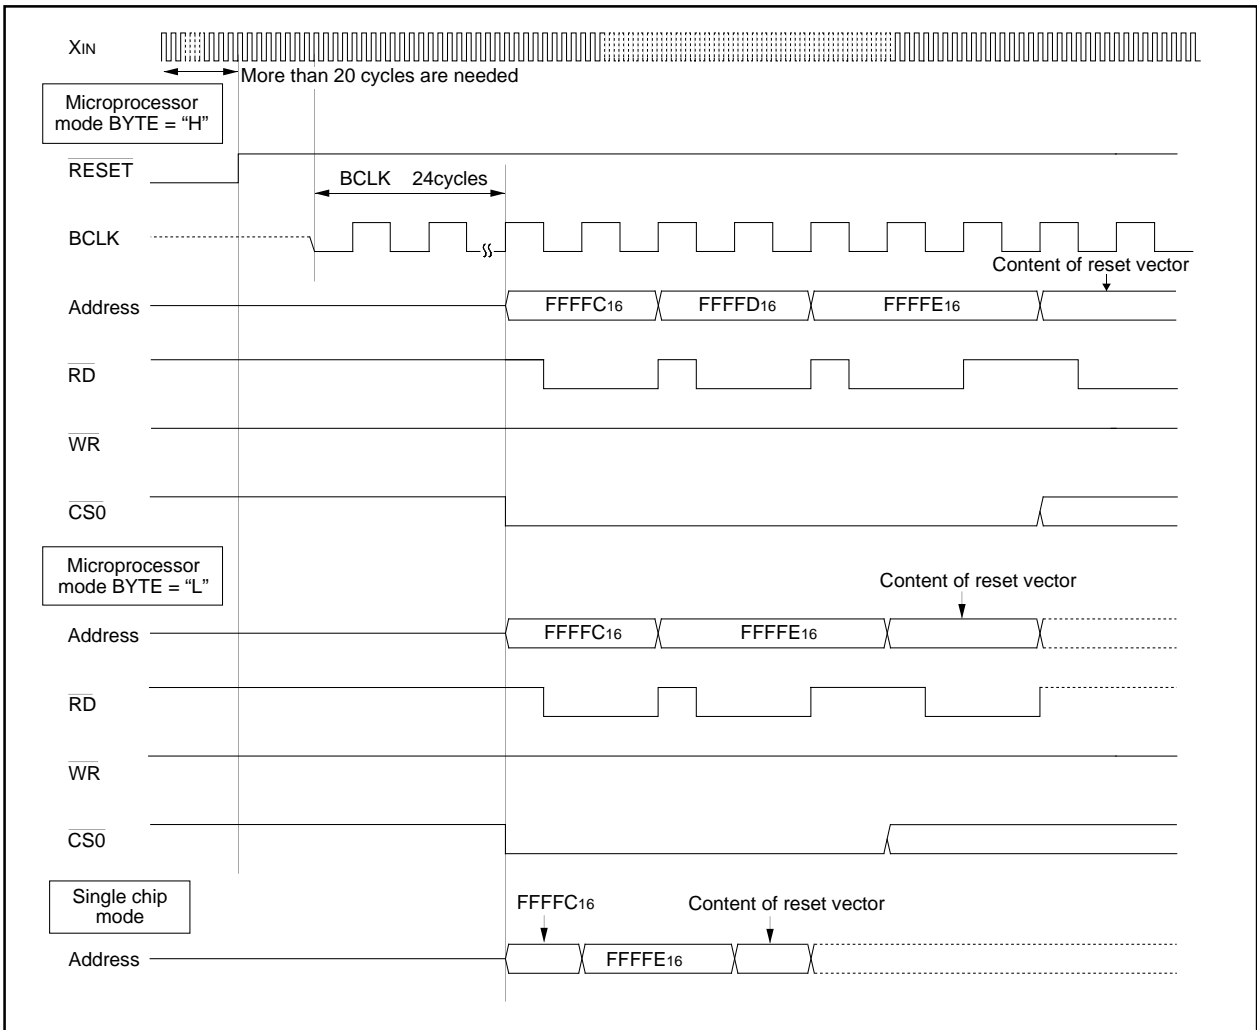 XIN
More than 20 cycles are needed
Microprocessor
mode BYTE = “H”
RESET
BCLK 24cycles
BCLK
Content of reset vector
Address FFFFC16 FFFFD16 FFFFE16
RD
WR
CS0
Microprocessor
mode BYTE = “L”
Content of reset vector
Address FFFFC16 FFFFE16
RD
WR
CS0
Single chip
mode
FFFFC16 Content of reset vector
Address FFFFE16